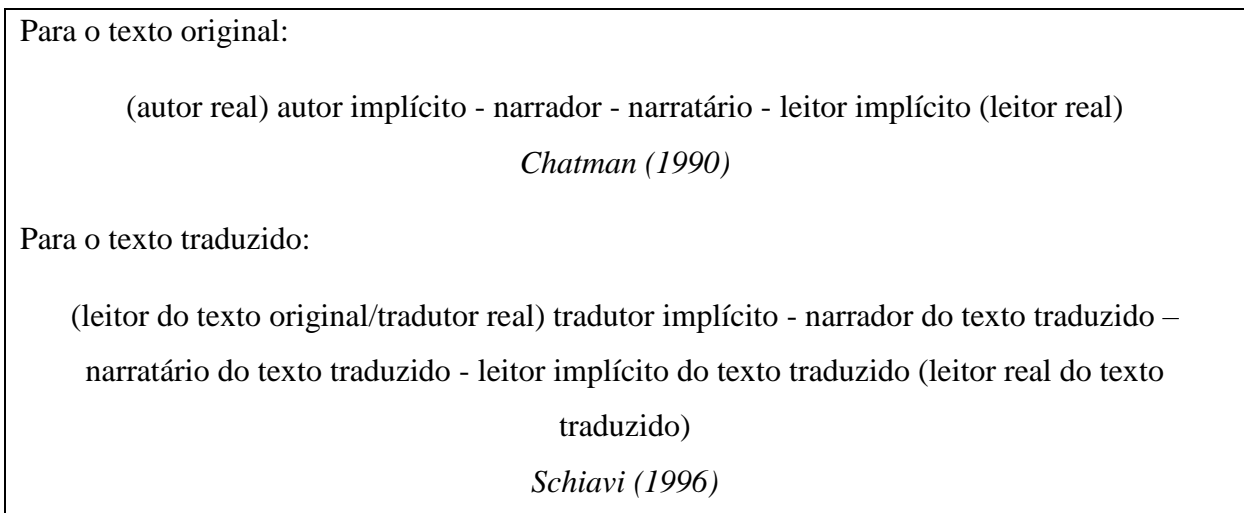 Para o texto original:
(autor real) autor implícito - narrador - narratário - leitor implícito (leitor real)
Chatman (1990)
Para o texto traduzido:
(leitor do texto original/tradutor real) tradutor implícito - narrador do texto traduzido –
narratário do texto traduzido - leitor implícito do texto traduzido (leitor real do texto
traduzido)
Schiavi (1996)